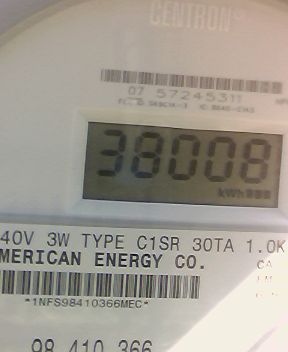 CENTRON
07 57245311
38008
kWh
40V 3W TYPE C1SR 30TA 1.0K
MERICAN ENERGY CO.
CA
*1NFS98410366MEC*
98 410 366